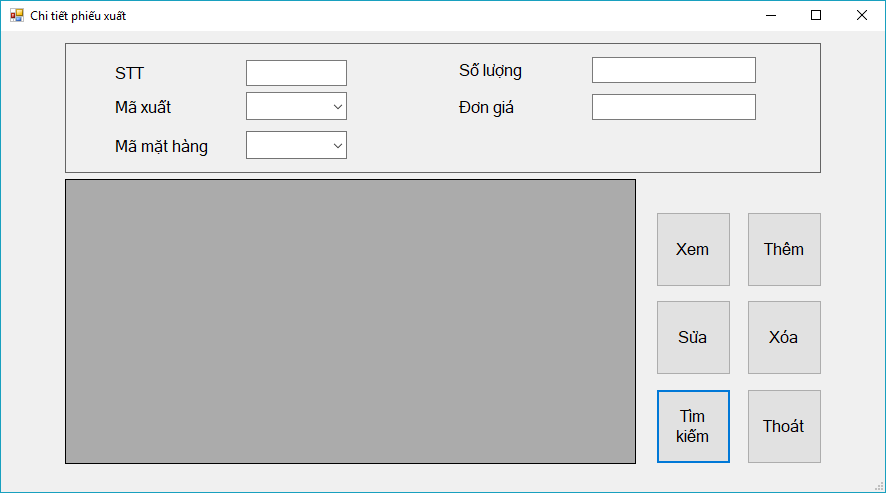 Chi tiết phiếu xuất
STT
Số lượng
Mã xuất
Đơn giá
Mã mặt hàng
Xem
Thêm
Sửa
Xóa
Tìm
kiếm
Thoát